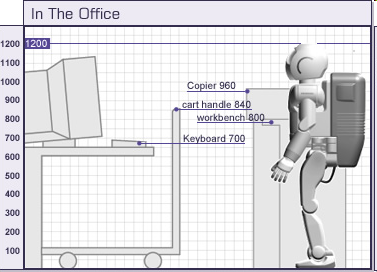 In The Office
1200 1200
1100
1000
Copier 960
900
cart handle 840
800
workbench 800
700
Keyboard 700
600
500
400
300
200
100